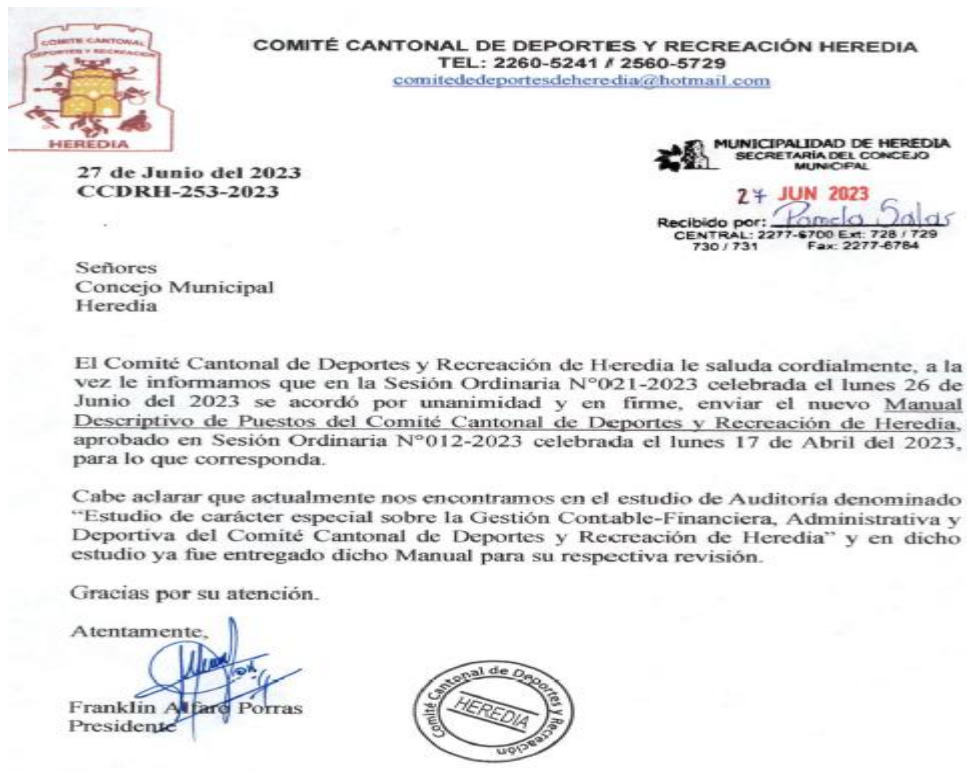 COMITE CANTONAL
DEPORTES Y RECREACION
HEREDIA
COMITÉ CANTONAL DE DEPORTES Y RECREACIÓN HEREDIA
TEL: 2260-5241 // 2560-5729
comitededeportesdeheredia@hotmail.com
27 de Junio del 2023
CCDRH-253-2023
MUNICIPALIDAD DE HEREDIA
SECRETARÍA DEL CONCEJO
MUNICIPAL
27 JUN 2023
Recibido por: Pamela Salas
CENTRAL: 2277-6700 Ext: 728 / 729
730 / 731 Fax: 2277-6784
Señores
Concejo Municipal
Heredia
El Comité Cantonal de Deportes y Recreación de Heredia le saluda cordialmente, a la
vez le informamos que en la Sesión Ordinaria N°021-2023 celebrada el lunes 26 de
Junio del 2023 se acordó por unanimidad y en firme, enviar el nuevo Manual
Descriptivo de Puestos del Comité Cantonal de Deportes y Recreación de Heredia,
aprobado en Sesión Ordinaria N°012-2023 celebrada el lunes 17 de Abril del 2023,
para lo que corresponda.
Cabe aclarar que actualmente nos encontramos en el estudio de Auditoría denominado
“Estudio de carácter especial sobre la Gestión Contable-Financiera, Administrativa y
Deportiva del Comité Cantonal de Deportes y Recreación de Heredia” y en dicho
estudio ya fue entregado dicho Manual para su respectiva revisión.
Gracias por su atención.
Atentamente,
Franklin Alfaro Porras
Presidente
Comité Cantonal de Deportes y Recreación
HEREDIA